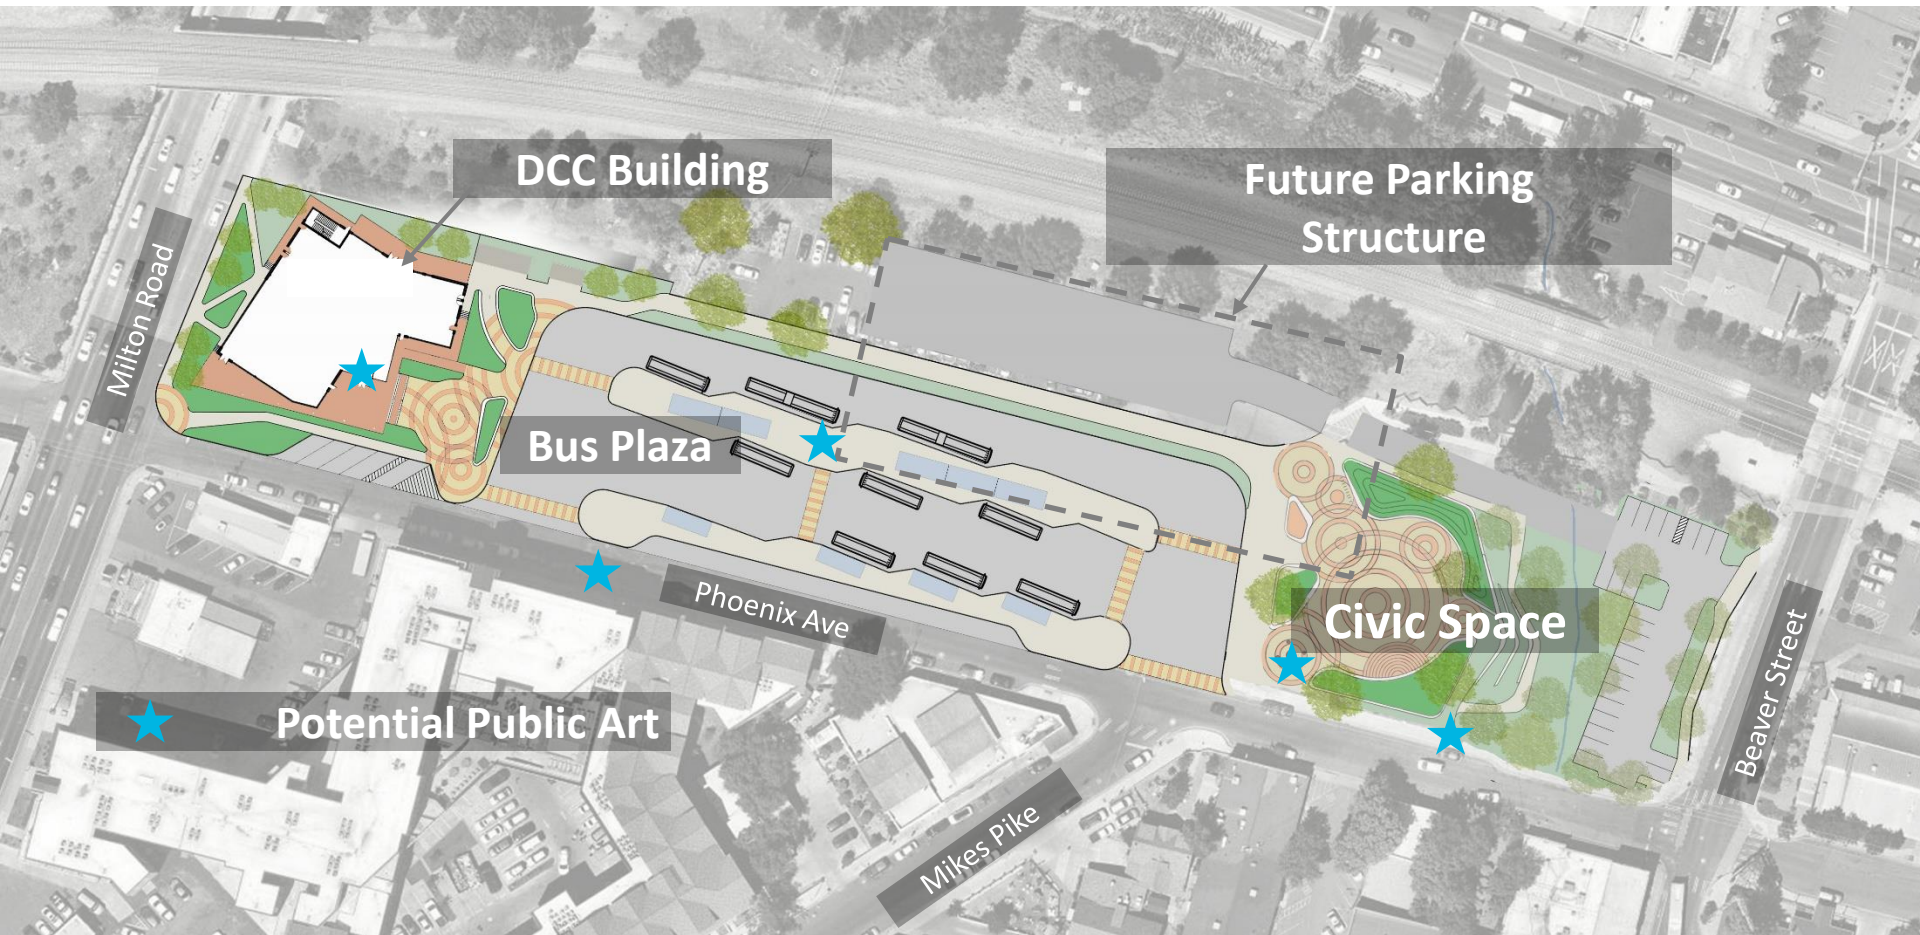 DCC Building
Future Parking
Structure
Milton Road
Bus Plaza
Phoenix Ave
Civic Space
Beaver Street
Potential Public Art
Mikes Pike